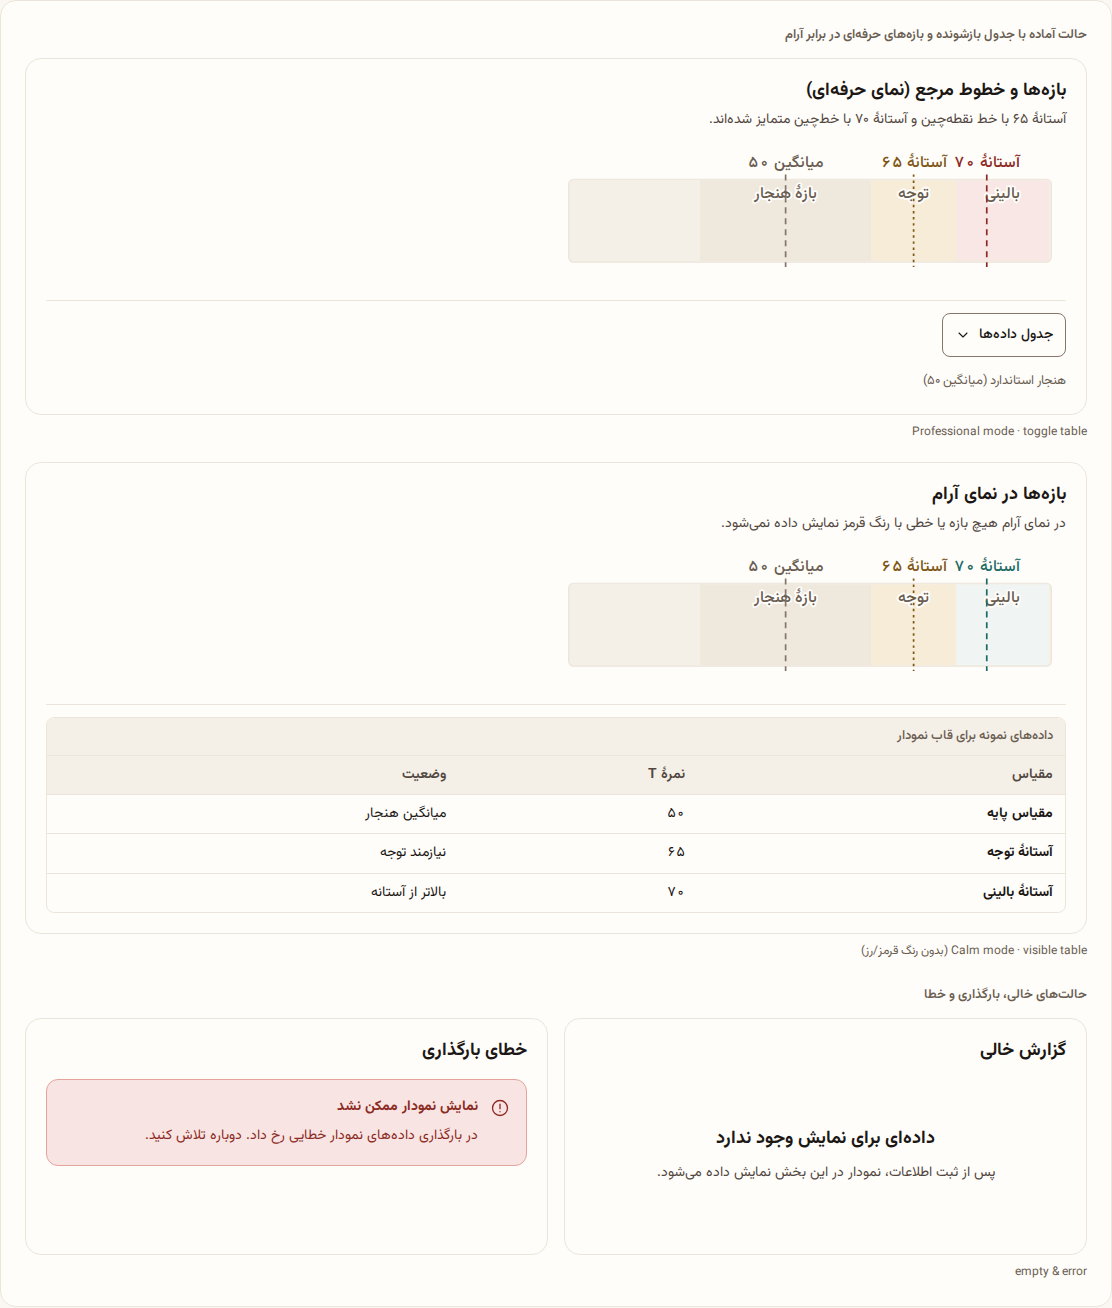 حالت آماده با جدول بازشونده و بازه‌های حرفه‌ای در برابر آرام
بازه‌ها و خطوط مرجع (نمای حرفه‌ای)
آستانهٔ ۶۵ با خط نقطه‌چین و آستانهٔ ۷۰ با خط‌چین متمایز شده‌اند.
آستانهٔ ۷۰ آستانهٔ ۶۵ میانگین ۵۰
بالینی توجه بازهٔ هنجار
جدول داده‌ها
هنجار استاندارد (میانگین ۵۰)
Professional mode · toggle table
بازه‌ها در نمای آرام
در نمای آرام هیچ بازه یا خطی با رنگ قرمز نمایش داده نمی‌شود.
آستانهٔ ۷۰ آستانهٔ ۶۵ میانگین ۵۰
بالینی توجه بازهٔ هنجار
داده‌های نمونه برای قاب نمودار
مقیاس نمرهٔ T وضعیت
مقیاس پایه ۵۰ میانگین هنجار
آستانهٔ توجه ۶۵ نیازمند توجه
آستانهٔ بالینی ۷۰ بالاتر از آستانه
Calm mode · visible table (بدون رنگ قرمز/رز)
حالت‌های خالی، بارگذاری و خطا
گزارش خالی
داده‌ای برای نمایش وجود ندارد
پس از ثبت اطلاعات، نمودار در این بخش نمایش داده می‌شود.
خطای بارگذاری
نمایش نمودار ممکن نشد
در بارگذاری داده‌های نمودار خطایی رخ داد. دوباره تلاش کنید.
empty & error